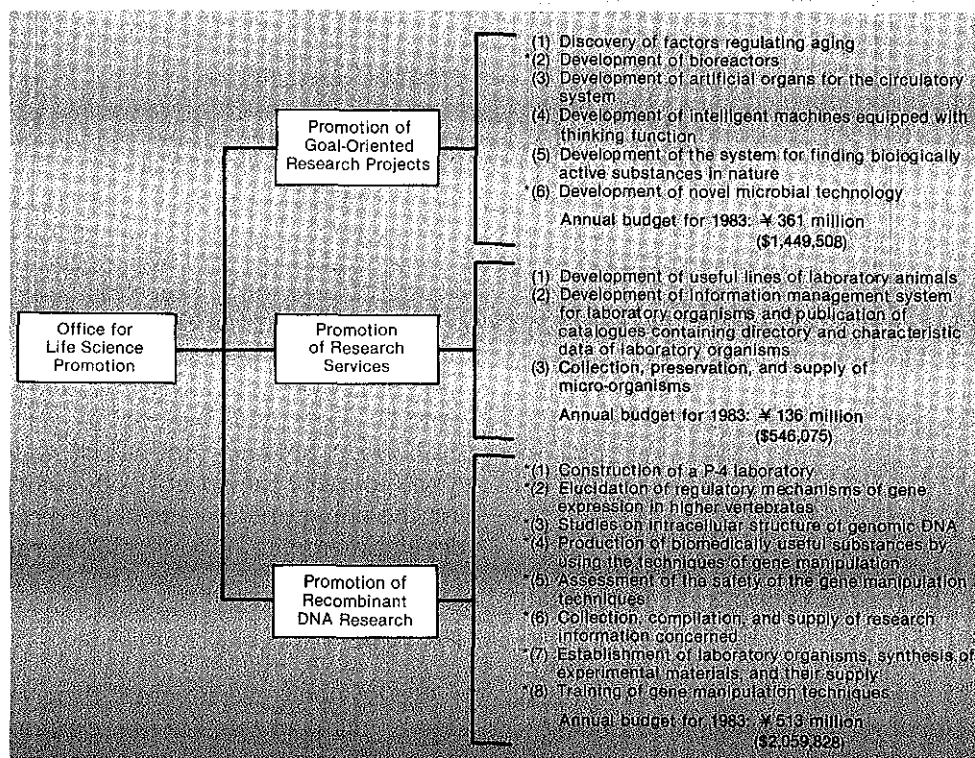 Office for
Life Science
Promotion
Promotion of
Goal-Oriented
Research Projects
(1) Discovery of factors regulating aging
*(2) Development of bioreactors
(3) Development of artificial organs for the circulatory
system
(4) Development of intelligent machines equipped with
thinking function
(5) Development of the system for finding biologically
active substances in nature
*(6) Development of novel microbial technology
Annual budget for 1983: ¥ 361 million
($1,449,508)
Promotion
of Research
Services
(1) Development of useful lines of laboratory animals
(2) Development of information management system
for laboratory organisms and publication of
catalogues containing directory and characteristic
data of laboratory organisms
(3) Collection, preservation, and supply of
micro-organisms
Annual budget for 1983: ¥ 136 million
($546,075)
Promotion of
Recombinant
DNA Research
*(1) Construction of a P-4 laboratory
*(2) Elucidation of regulatory mechanisms of gene
expression in higher vertebrates
*(3) Studies on intracellular structure of genomic DNA
*(4) Production of biomedically useful substances by
using the techniques of gene manipulation
*(5) Assessment of the safety of the gene manipulation
techniques
*(6) Collection, compilation, and supply of research
information concerned
*(7) Establishment of laboratory organisms, synthesis of
experimental materials, and their supply
*(8) Training of gene manipulation techniques
Annual budget for 1983: ¥ 513 million
($2,059,828)